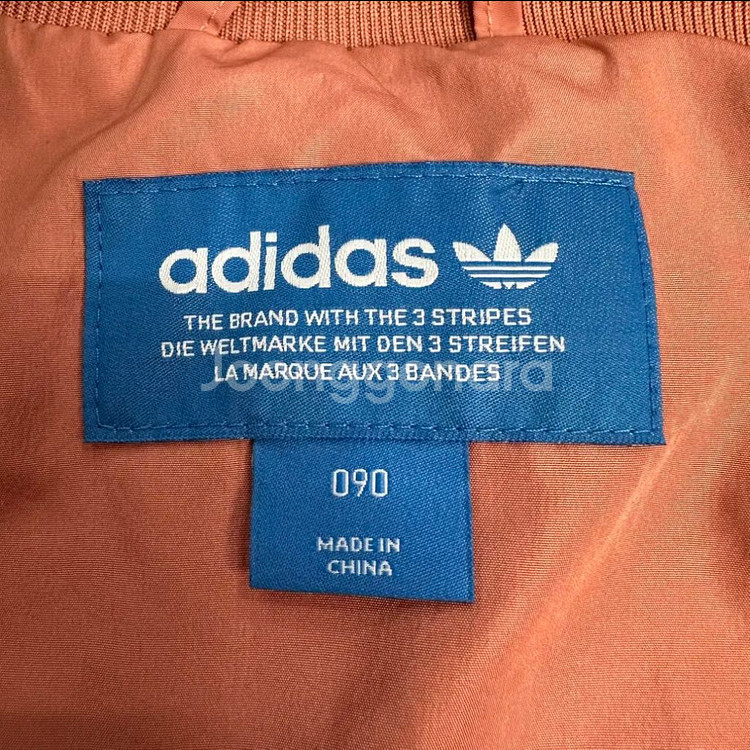 adidas
THE BRAND WITH THE 3 STRIPES
DIE WELTMARKE MIT DEN 3 STREIFEN
LA MARQUE AUX 3 BANDES
Joonggonara
090
MADE IN
CHINA